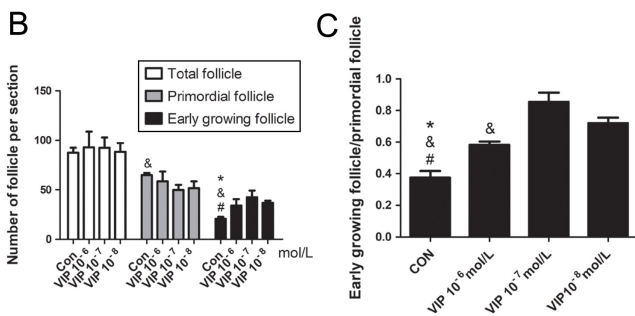 B
Number of follicle per section
150
100
50
0
Total follicle
Primordial follicle
Early growing follicle
&
*
&
#
Con
VIP 10⁻⁶
VIP 10⁻⁷
VIP 10⁻⁸
Con
VIP 10⁻⁶
VIP 10⁻⁷
VIP 10⁻⁸
Con
VIP 10⁻⁶
VIP 10⁻⁷
VIP 10⁻⁸
mol/L
C
Early growing follicle/primordial follicle
1.0
0.8
0.6
0.4
0.2
0.0
*
&
#
&
CON
VIP 10⁻⁶ mol/L
VIP 10⁻⁷ mol/L
VIP10⁻⁸ mol/L